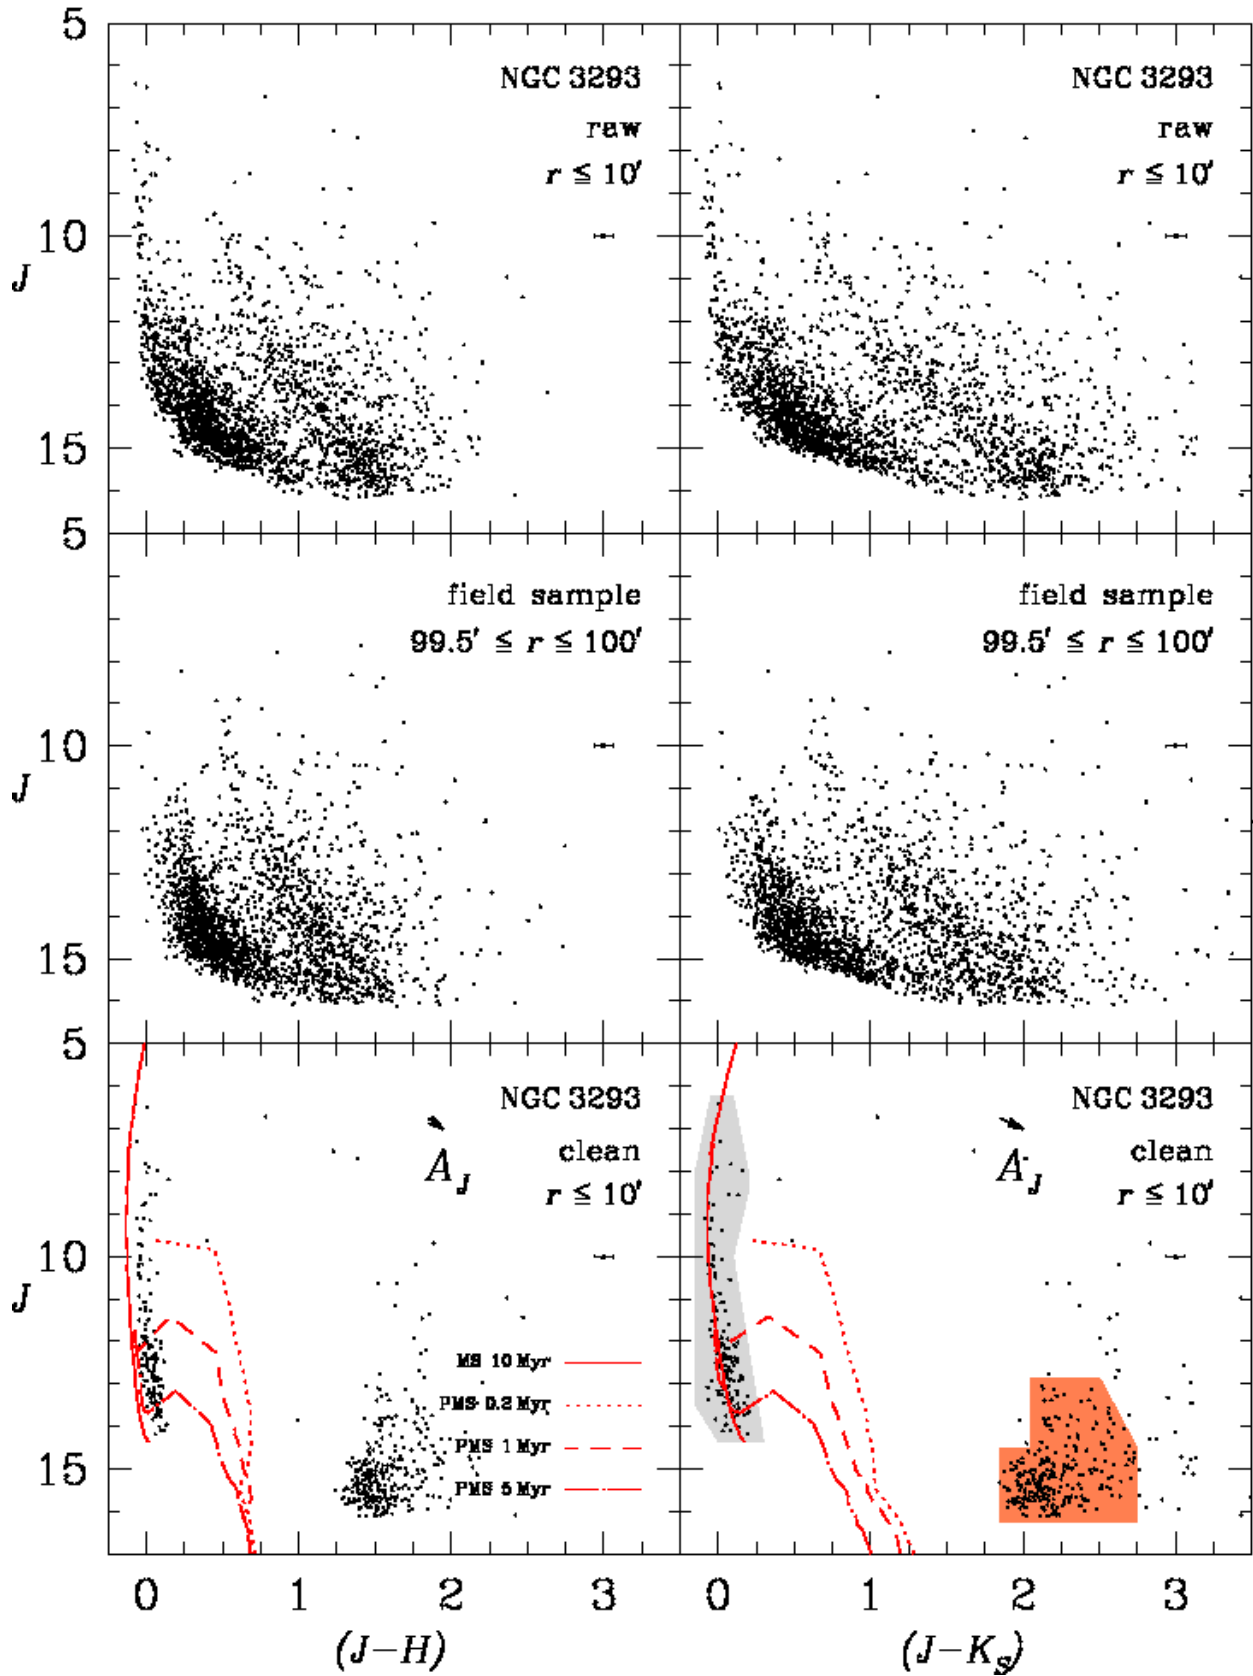 5
NGC 3293
raw
r ≦ 10′
10
J
15
NGC 3293
raw
r ≦ 10′
5
field sample
99.5′ ≦ r ≦ 100′
10
J
15
field sample
99.5′ ≦ r ≦ 100′
5
NGC 3293
clean
r ≦ 10′
A_J
10
J
MS 10 Myr
PMS 0.2 Myr
PMS 1 Myr
PMS 5 Myr
15
0 1 2 3
(J−H)
NGC 3293
clean
r ≦ 10′
A_J
0 1 2 3
(J−K_S)